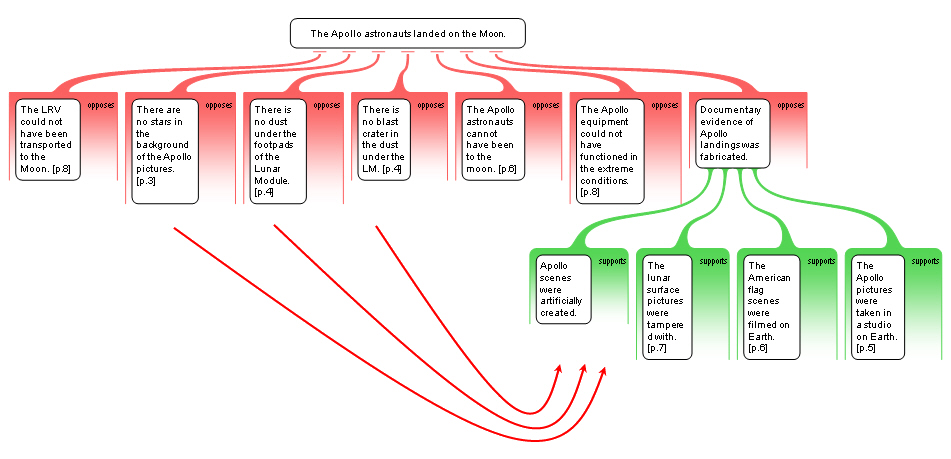 The Apollo astronauts landed on the Moon.
opposes
The LRV
could not
have been
transported
to the
Moon. [p.8]
opposes
There are
no stars in
the
background
of the Apollo
pictures.
[p.3]
opposes
There is
no dust
under the
footpads of
the Lunar
Module.
[p.4]
opposes
There is
no blast
crater in
the dust
under the
LM. [p.4]
opposes
The Apollo
astronauts
cannot
have been
to the
moon. [p.6]
opposes
The Apollo
equipment
could not
have
functioned in
the extreme
conditions.
[p.8]
opposes
Documentary
evidence of
Apollo
landings was
fabricated.
supports
Apollo
scenes
were
artificially
created.
supports
The
lunar
surface
pictures
were
tampere
d with.
[p.7]
supports
The
American
flag
scenes
were
filmed on
Earth.
[p.6]
supports
The
Apollo
pictures
were
taken in
a studio
on Earth.
[p.5]